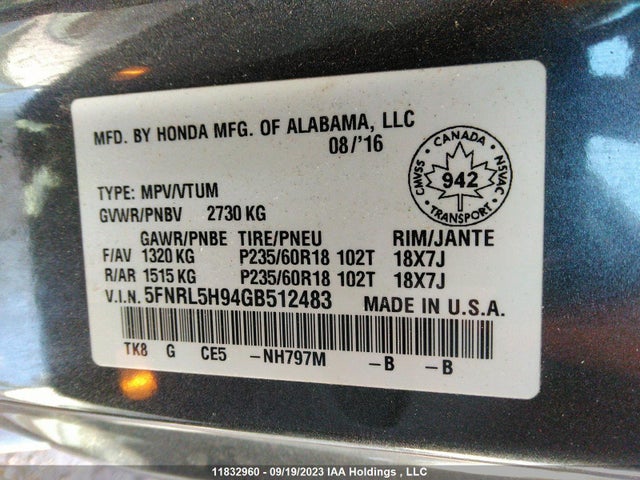 MFD. BY HONDA MFG. OF ALABAMA, LLC
08/'16
CANADA
CMVSS 942 NSVAC
TRANSPORT
TYPE: MPV/VTUM
GVWR/PNBV 2730 KG
GAWR/PNBE TIRE/PNEU RIM/JANTE
F/AV 1320 KG P235/60R18 102T 18X7J
R/AR 1515 KG P235/60R18 102T 18X7J
V.I.N. 5FNRL5H94GB512483 MADE IN U.S.A.
TK8 G CE5 -NH797M -B -B
11832960 - 09/19/2023 IAA Holdings , LLC